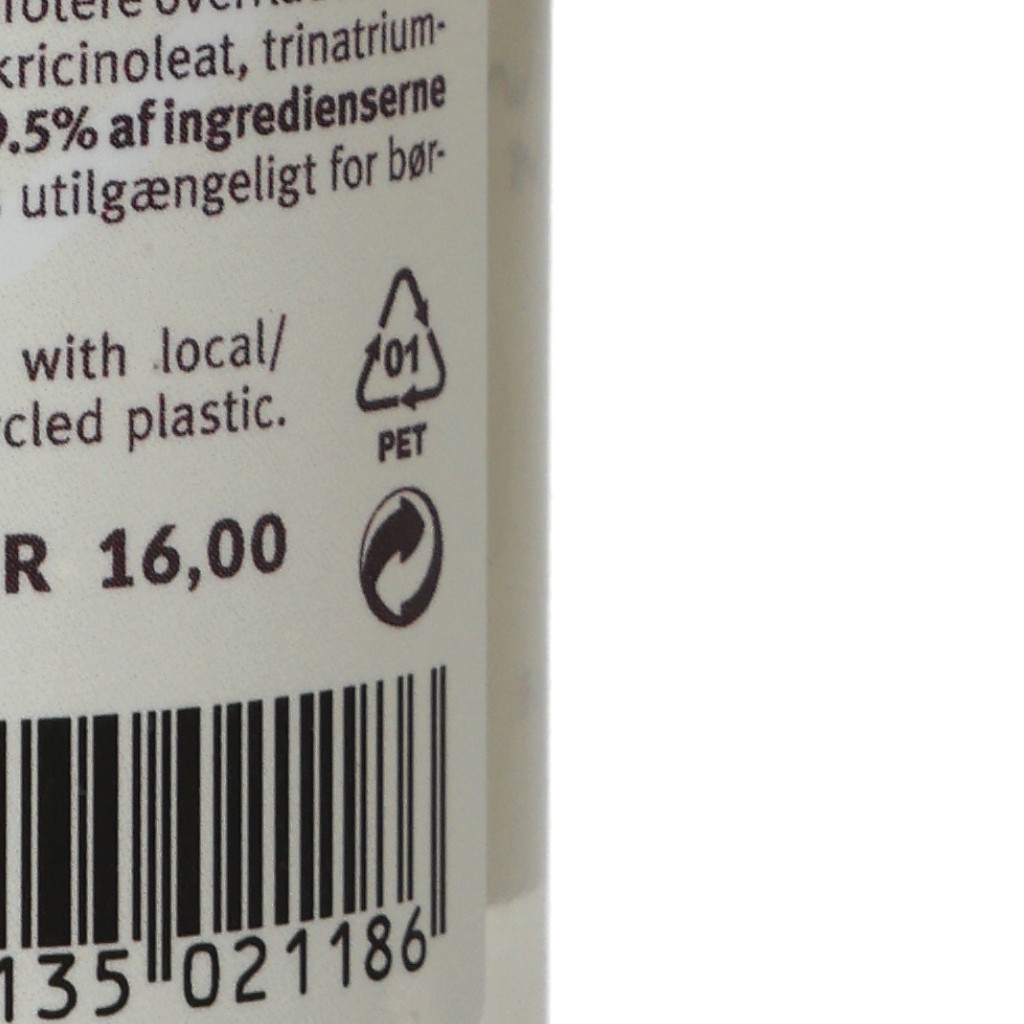 kricinoleat, trinatrium-
.5% af ingredienserne
utilgængeligt for bør-
with local/
cled plastic.
01
PET
R 16,00
135 021186